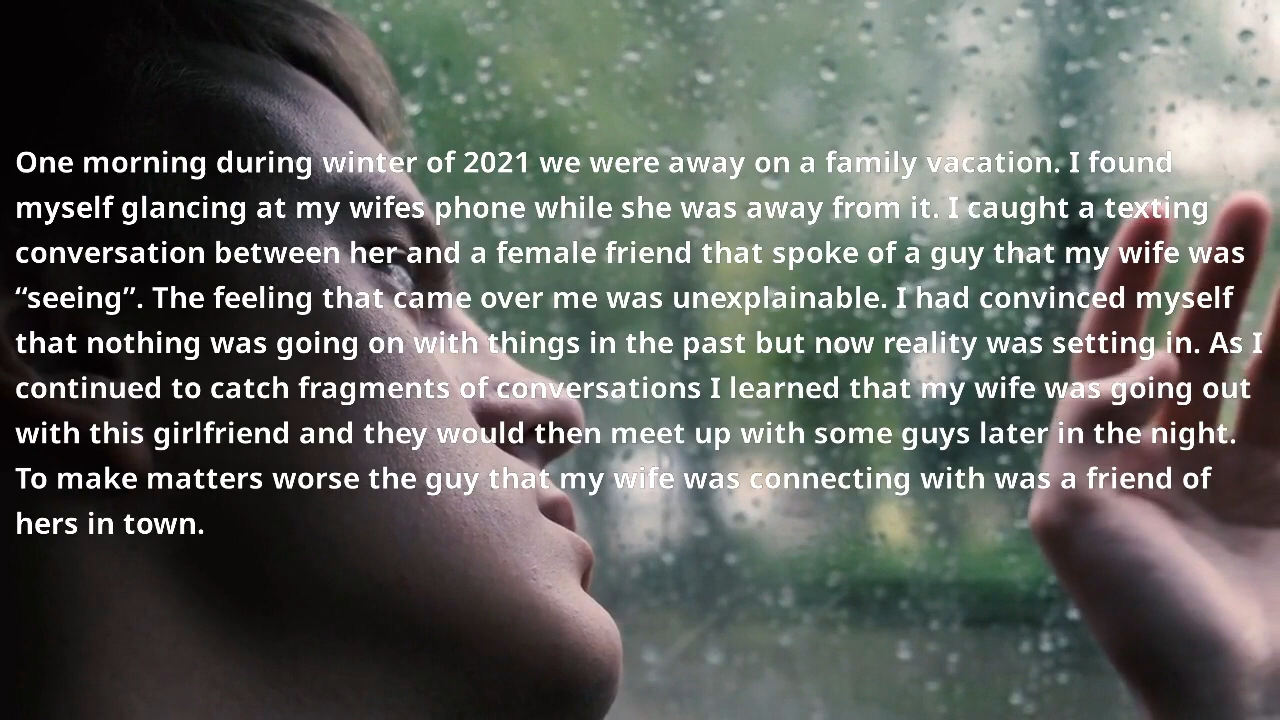 One morning during winter of 2021 we were away on a family vacation. I found
myself glancing at my wifes phone while she was away from it. I caught a texting
conversation between her and a female friend that spoke of a guy that my wife was
“seeing”. The feeling that came over me was unexplainable. I had convinced myself
that nothing was going on with things in the past but now reality was setting in. As I
continued to catch fragments of conversations I learned that my wife was going out
with this girlfriend and they would then meet up with some guys later in the night.
To make matters worse the guy that my wife was connecting with was a friend of
hers in town.